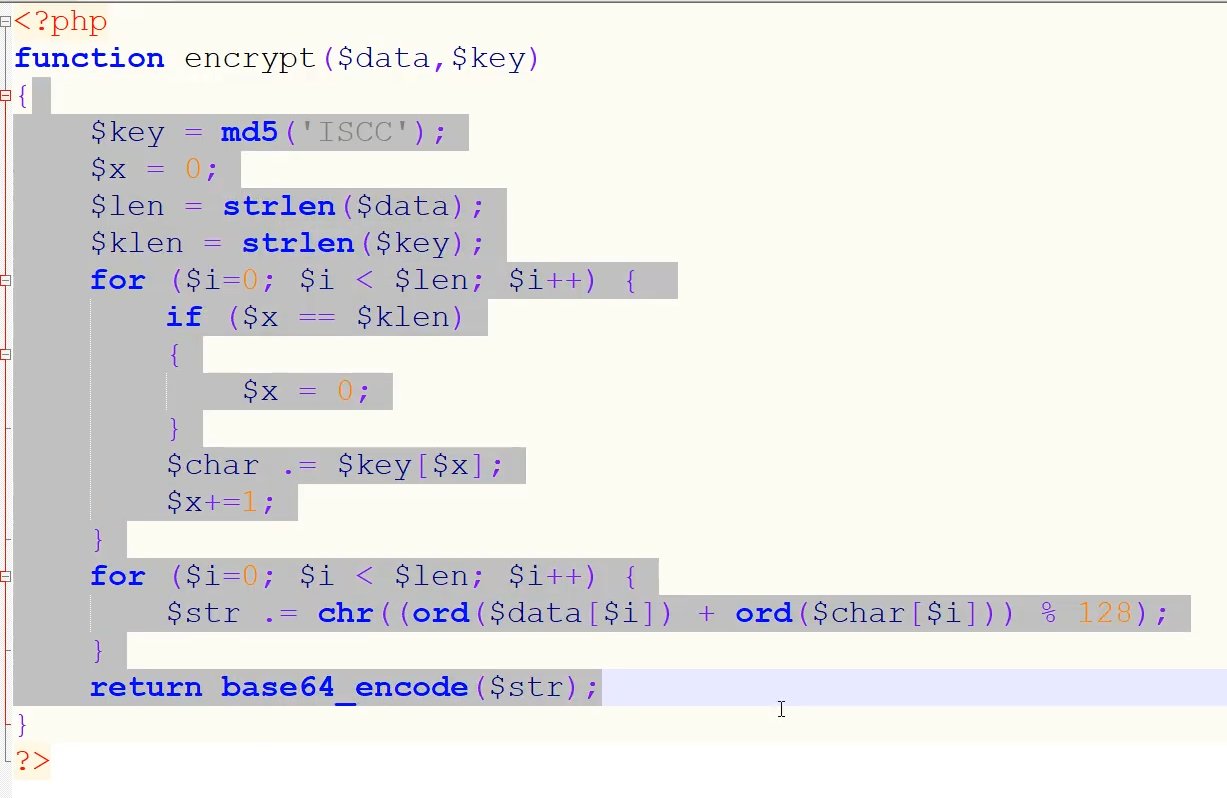 <?php
function encrypt($data,$key)
{
    $key = md5('ISCC');
    $x = 0;
    $len = strlen($data);
    $klen = strlen($key);
    for ($i=0; $i < $len; $i++) {
        if ($x == $klen)
        {
            $x = 0;
        }
        $char .= $key[$x];
        $x+=1;
    }
    for ($i=0; $i < $len; $i++) {
        $str .= chr((ord($data[$i]) + ord($char[$i])) % 128);
    }
    return base64_encode($str);
}
?>